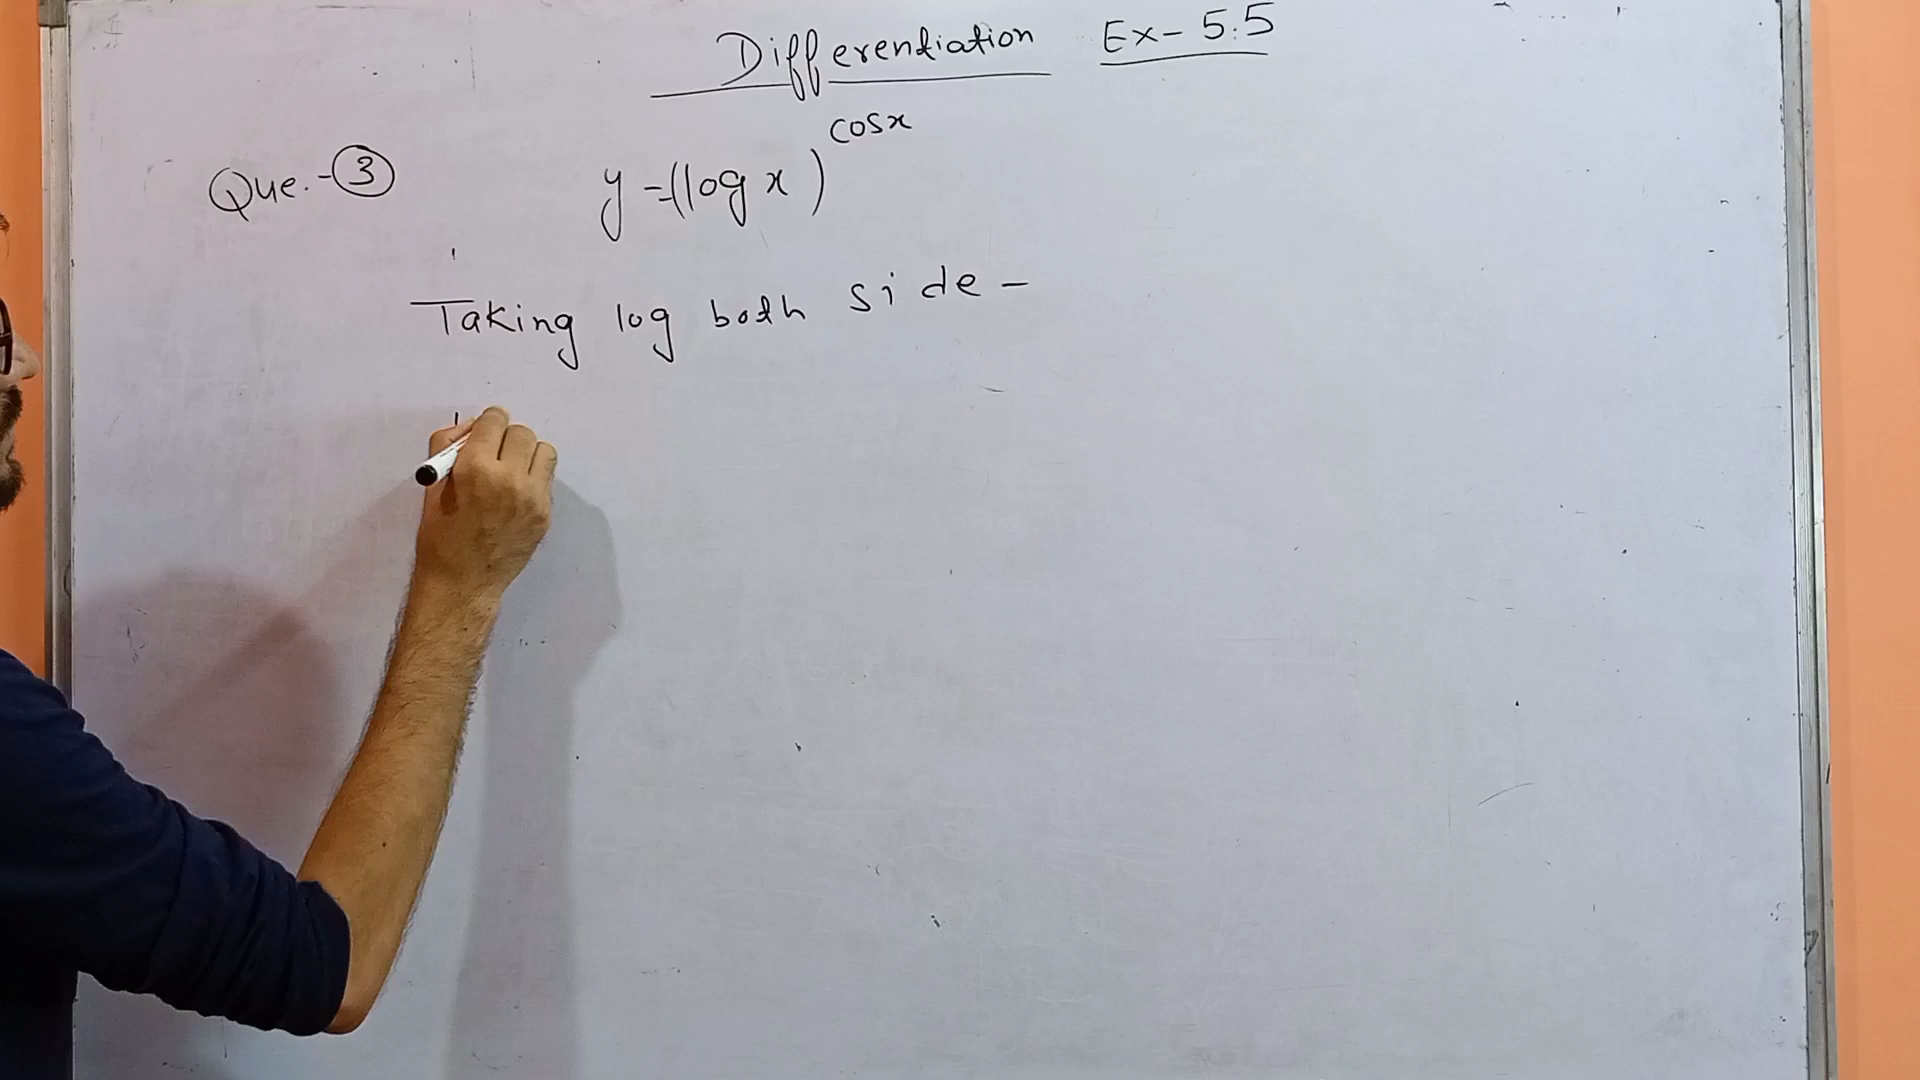 Differentiation Ex- 5.5
Que.-③ y=(log x)^cosx
Taking log both side -